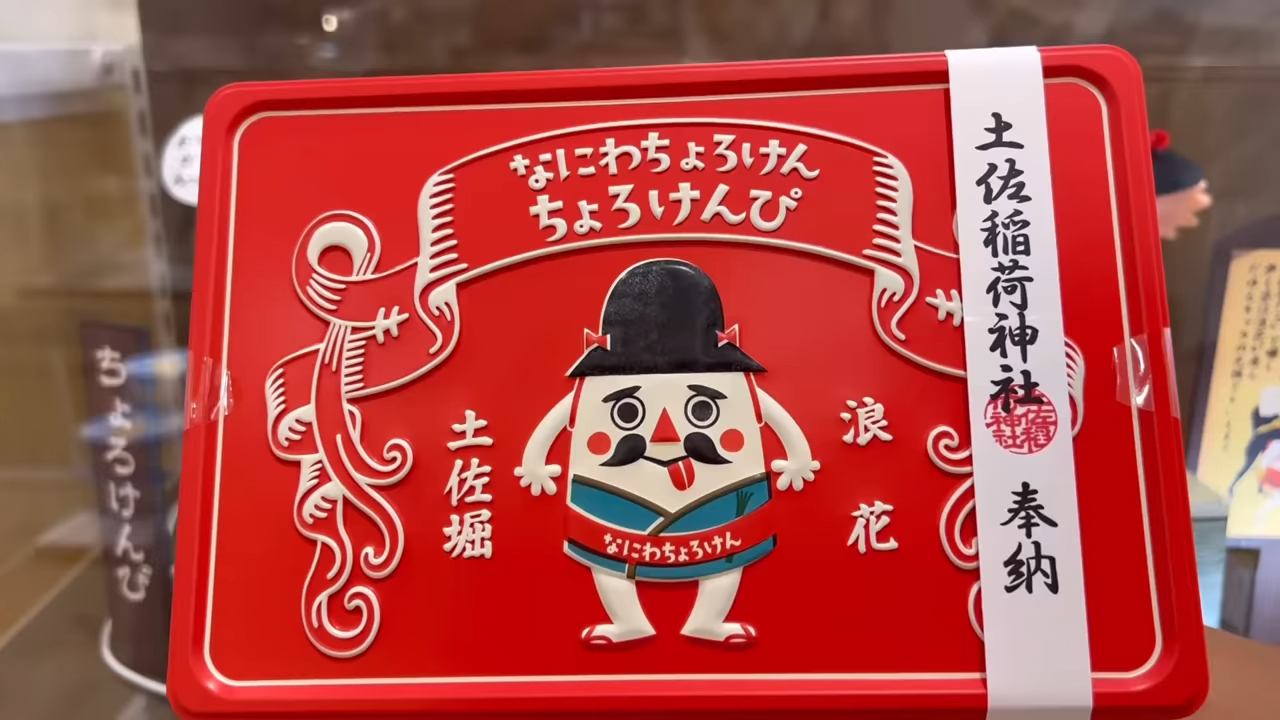 なにわちょろけん
ちょろけんぴ
浪花
土佐堀
なにわちょろけん
土佐稲荷神社
奉納
ちょろけんぴ